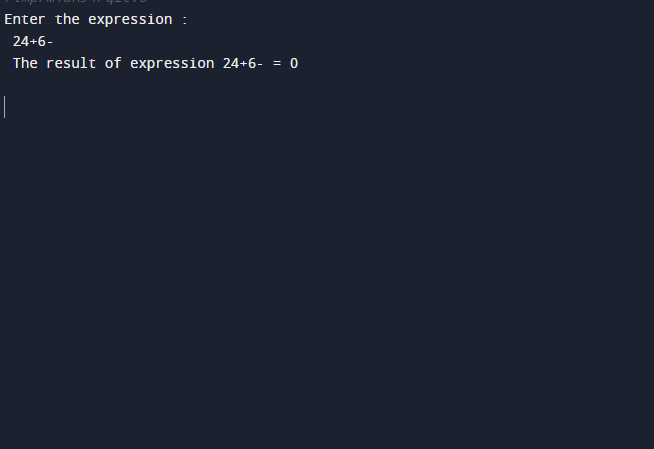 Enter the expression :
24+6-
The result of expression 24+6- = 0